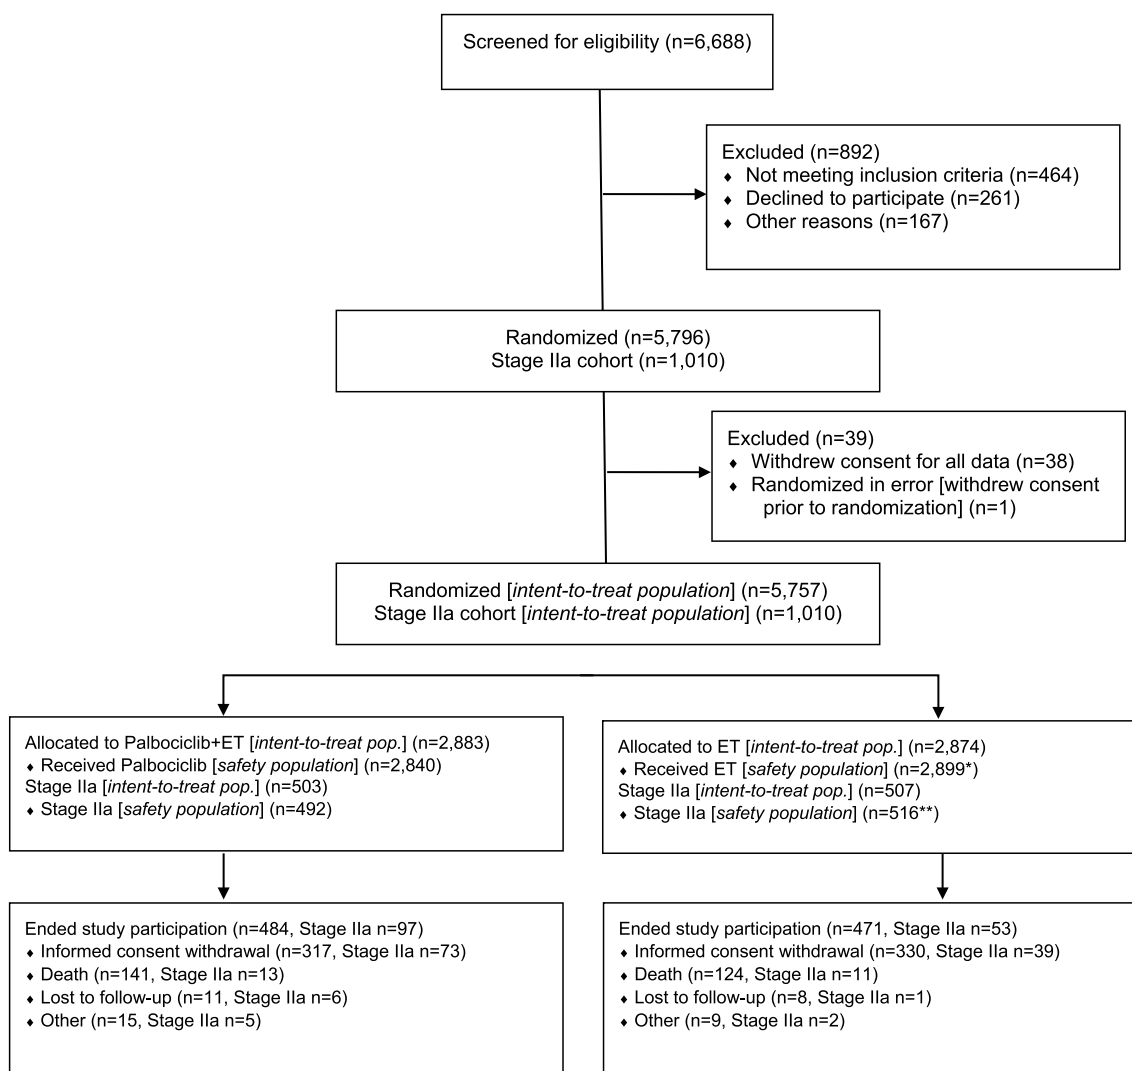 Screened for eligibility (n=6,688)
Excluded (n=892)
♦ Not meeting inclusion criteria (n=464)
♦ Declined to participate (n=261)
♦ Other reasons (n=167)
Randomized (n=5,796)
Stage IIa cohort (n=1,010)
Excluded (n=39)
♦ Withdrew consent for all data (n=38)
♦ Randomized in error [withdrew consent
prior to randomization] (n=1)
Randomized [intent-to-treat population] (n=5,757)
Stage IIa cohort [intent-to-treat population] (n=1,010)
Allocated to Palbociclib+ET [intent-to-treat pop.] (n=2,883)
♦ Received Palbociclib [safety population] (n=2,840)
Stage IIa [intent-to-treat pop.] (n=503)
♦ Stage IIa [safety population] (n=492)
Allocated to ET [intent-to-treat pop.] (n=2,874)
♦ Received ET [safety population] (n=2,899*)
Stage IIa [intent-to-treat pop.] (n=507)
♦ Stage IIa [safety population] (n=516**)
Ended study participation (n=484, Stage IIa n=97)
♦ Informed consent withdrawal (n=317, Stage IIa n=73)
♦ Death (n=141, Stage IIa n=13)
♦ Lost to follow-up (n=11, Stage IIa n=6)
♦ Other (n=15, Stage IIa n=5)
Ended study participation (n=471, Stage IIa n=53)
♦ Informed consent withdrawal (n=330, Stage IIa n=39)
♦ Death (n=124, Stage IIa n=11)
♦ Lost to follow-up (n=8, Stage IIa n=1)
♦ Other (n=9, Stage IIa n=2)